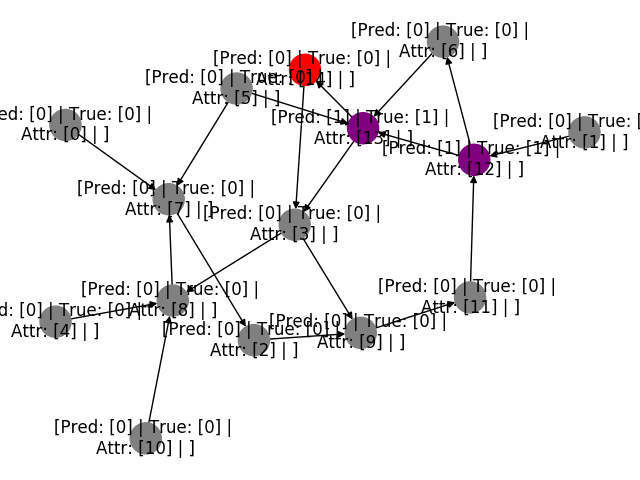 [Pred: [0] | True: [0] |
Attr: [6] | ]
[Pred: [0] | True: [0] |
Attr: [14] | ]
[Pred: [0] | True: [0] |
Attr: [5] | ]
ed: [0] | True: [0] |
Attr: [0] | ]
[Pred: [1] | True: [1] |
Attr: [13] | ]
[Pred: [0] | True: [
Attr: [1] | ]
[Pred: [1] | True: [1] |
Attr: [12] | ]
[Pred: [0] | True: [0] |
Attr: [7] | ]
[Pred: [0] | True: [0] |
Attr: [3] | ]
[Pred: [0] | True: [0] |
Attr: [8] | ]
[Pred: [0] | True: [0] |
Attr: [11] | ]
d: [0] | True: [0] |
Attr: [4] | ]
[Pred: [0] | True: [0] |
Attr: [2] | ]
[Pred: [0] | True: [0] |
Attr: [9] | ]
[Pred: [0] | True: [0] |
Attr: [10] | ]